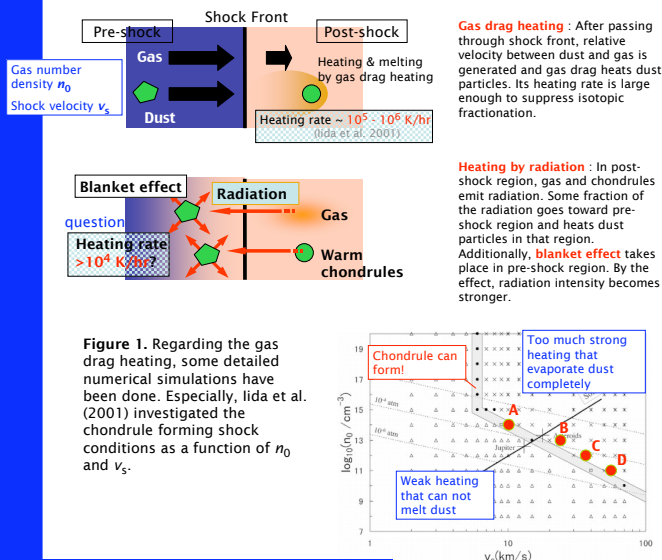 Shock Front
Pre-shock
Post-shock
Gas
Gas number
density n0
Shock velocity vs
Heating & melting
by gas drag heating
Dust
Heating rate ~ 10^5 - 10^6 K/hr
(Iida et al. 2001)
Gas drag heating : After passing
through shock front, relative
velocity between dust and gas is
generated and gas drag heats dust
particles. Its heating rate is large
enough to suppress isotopic
fractionation.
Blanket effect
Radiation
question
Gas
Heating rate
>10^4 K/hr?
Warm
chondrules
Heating by radiation : In post-
shock region, gas and chondrules
emit radiation. Some fraction of
the radiation goes toward pre-
shock region and heats dust
particles in that region.
Additionally, blanket effect takes
place in pre-shock region. By the
effect, radiation intensity becomes
stronger.
Figure 1. Regarding the gas
drag heating, some detailed
numerical simulations have
been done. Especially, Iida et al.
(2001) investigated the
chondrule forming shock
conditions as a function of n0
and vs.
Chondrule can
form!
Too much strong
heating that
evaporate dust
completely
Weak heating
that can not
melt dust
A
B
C
D
Jupiter
log10(n0 /cm^-3)
19
17
15
13
11
9
7
1
10
100
vs(km/s)